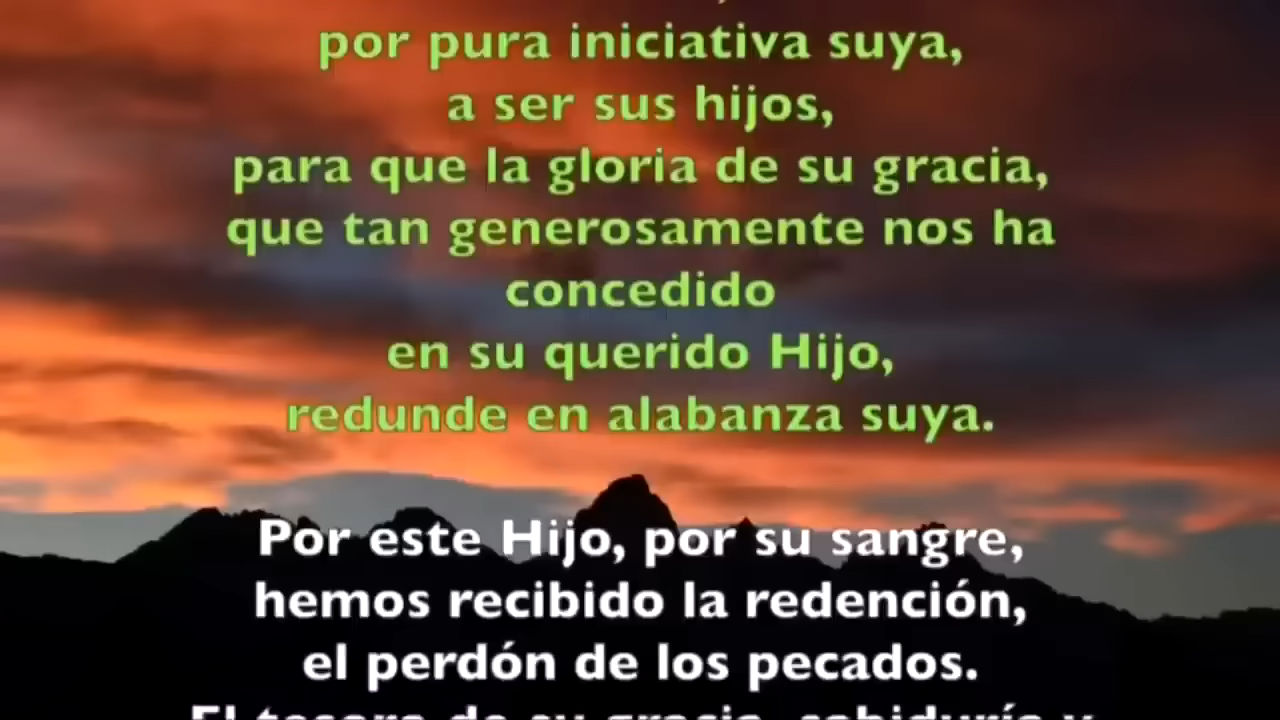 por pura iniciativa suya,
a ser sus hijos,
para que la gloria de su gracia,
que tan generosamente nos ha
concedido
en su querido Hijo,
redunde en alabanza suya.
Por este Hijo, por su sangre,
hemos recibido la redención,
el perdón de los pecados.
El tesoro de su gracia, sabiduría y